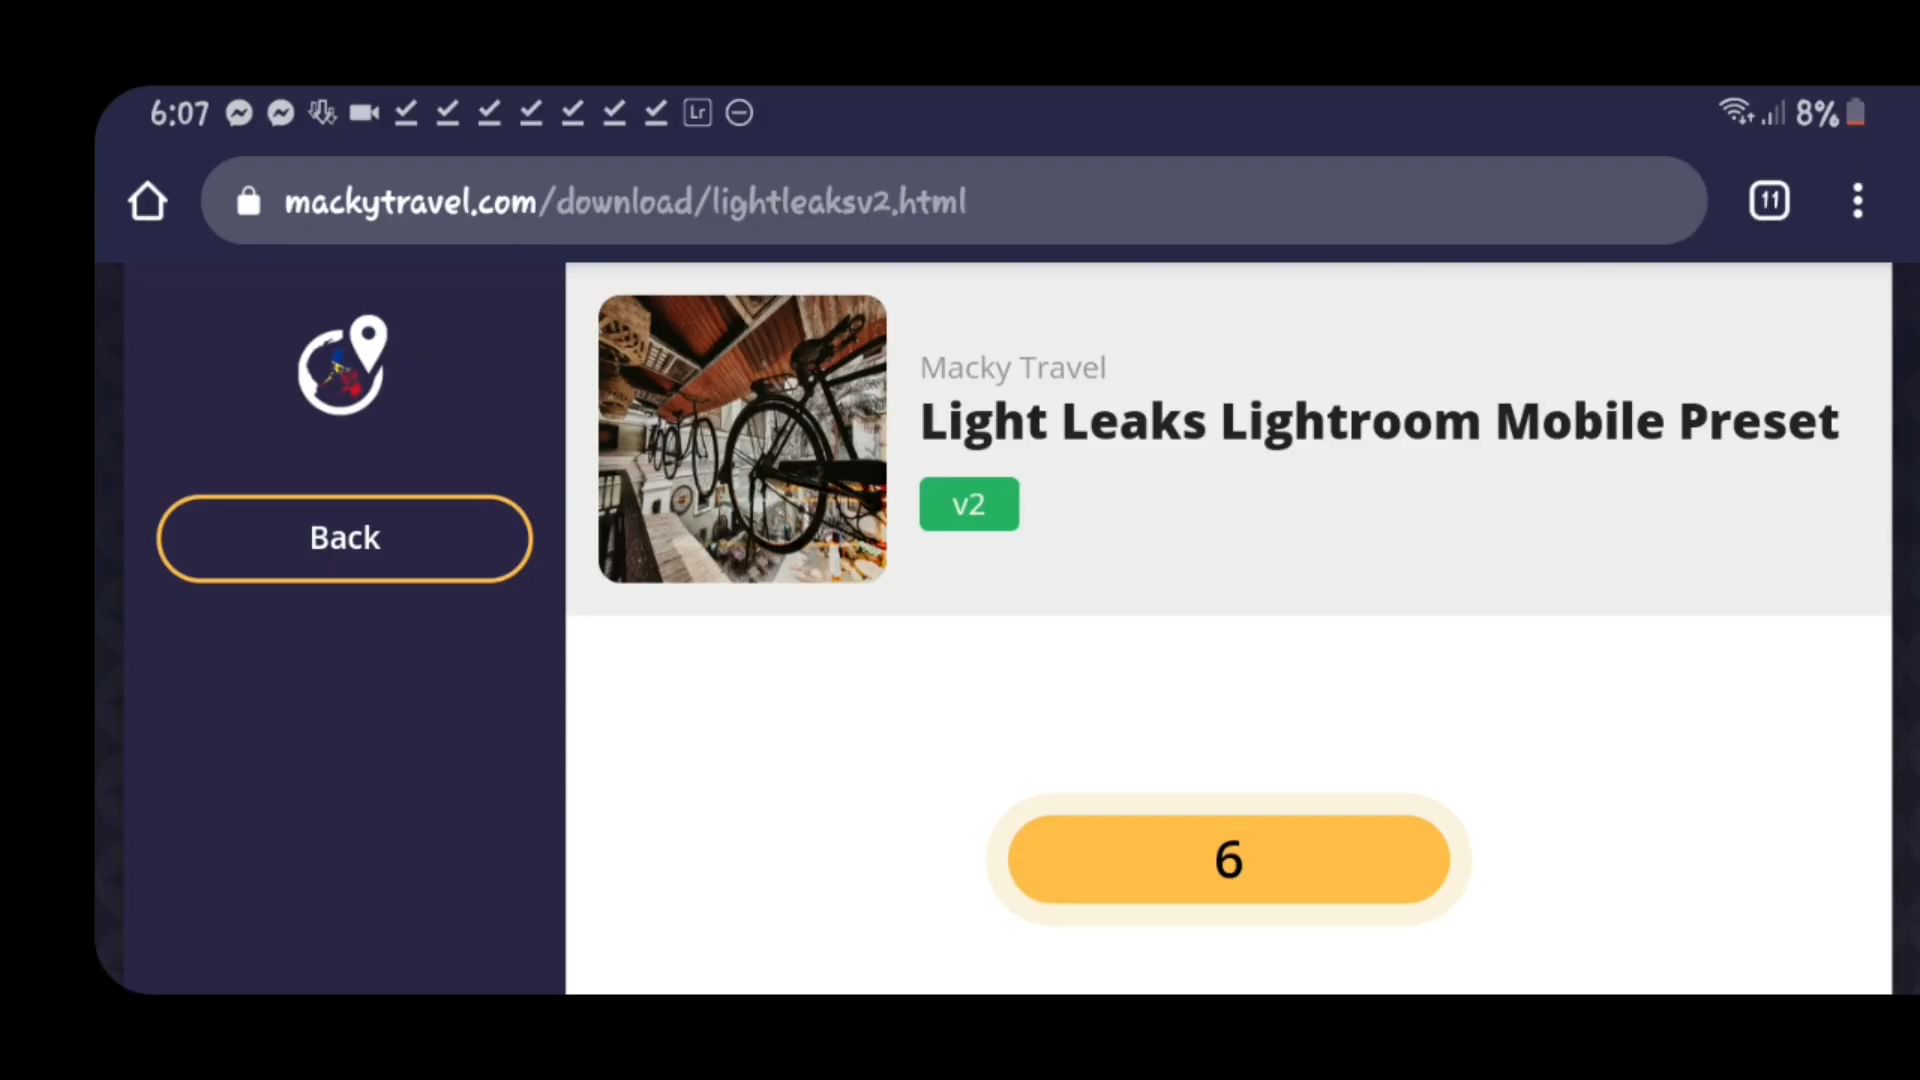 6:07
Lr
8%
mackytravel.com/download/lightleaksv2.html
11
Macky Travel
Light Leaks Lightroom Mobile Preset
v2
Back
6